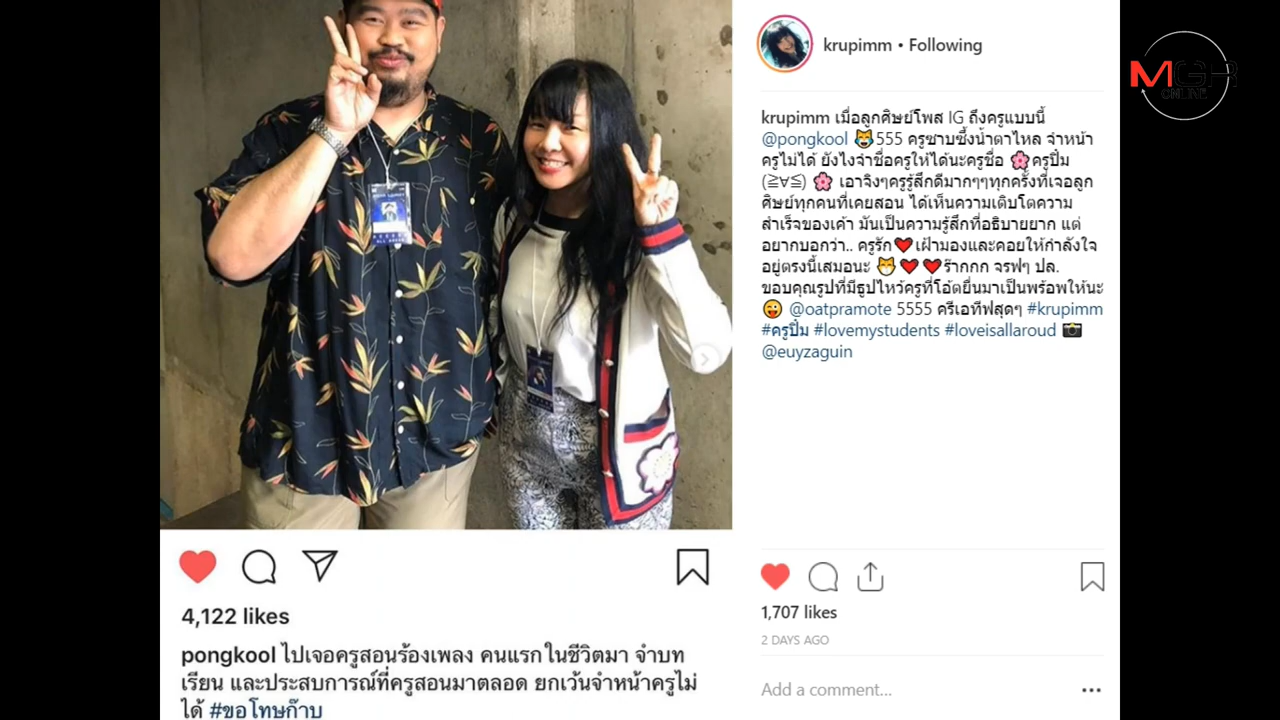 krupimm • Following
MGR
ONLINE
krupimm เมื่อลูกศิษย์โพส IG ถึงครูแบบนี้
@pongkool 😹555 ครูซาบซึ้งน้ำตาไหล จำหน้า
ครูไม่ได้ ยังไงจำชื่อครูให้ได้นะครูชื่อ 🌸ครูปิ๋ม
(≧∀≦) 🌸 เอาจิงๆครูรู้สึกดีมากๆๆทุกครั้งที่เจอลูก
ศิษย์ทุกคนที่เคยสอน ได้เห็นความเติบโตความ
สำเร็จของเค้า มันเป็นความรู้สึกที่อธิบายยาก แต่
อยากบอกว่า.. ครูรัก❤️เฝ้ามองและคอยให้กำลังใจ
อยู่ตรงนี้เสมอนะ 😸❤️❤️ร๊ากกก จรฟๆ ปล.
ขอบคุณรูปที่มีธูปไหว้ครูที่โอ๋ตยื่นมาเป็นพร้อพให้นะ
😜 @oatpramote 5555 ครีเอทีฟสุดๆ #krupimm
#ครูปิ๋ม #lovemystudents #loveisallaroud 📷
@euyzaguin
4,122 likes
pongkool ไปเจอครูสอนร้องเพลง คนแรกในชีวิตมา จำบท
เรียน และประสบการณ์ที่ครูสอนมาตลอด ยกเว้นจำหน้าครูไม่
ได้ #ขอโทษก๊าบ
1,707 likes
2 DAYS AGO
Add a comment...